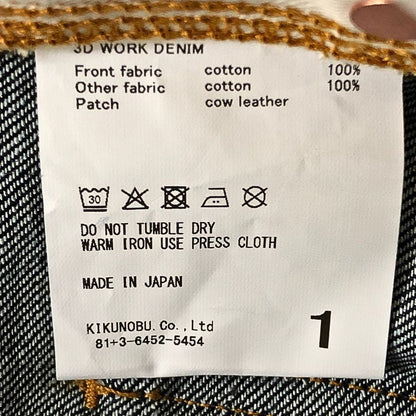 3D WORK DENIM
Front fabric cotton 100%
Other fabric cotton 100%
Patch cow leather
30
DO NOT TUMBLE DRY
WARM IRON USE PRESS CLOTH
MADE IN JAPAN
KIKUNOBU. Co., Ltd
81+3-6452-5454
1